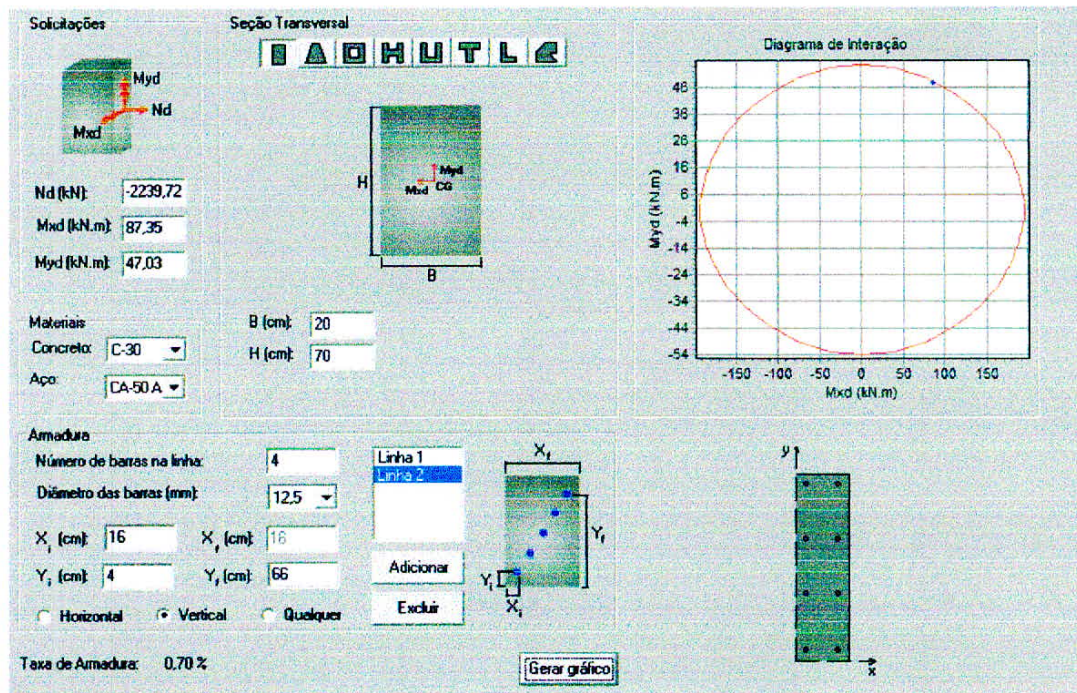 Solicitações
Myd
Nd
Mxd
Nd (kN): -2239,72
Mxd (kN.m): 87,35
Myd (kN.m): 47,03
Materiais
Concreto: C-30
Aço: CA-50 A
Seção Transversal
H
Myd
Mxd CG
B
B (cm): 20
H (cm): 70
Diagrama de Interação
Myd (kN.m)
46
36
26
16
6
-4
-14
-24
-34
-44
-54
-150 -100 -50 0 50 100 150
Mxd (kN.m)
Armadura
Número de barras na linha: 4
Diâmetro das barras (mm): 12,5
Xi (cm): 16 Xf (cm): 16
Yi (cm): 4 Yf (cm): 66
Horizontal Vertical Qualquer
Linha 1
Linha 2
Adicionar
Excluir
Xf
Yf
Yi
Xi
y
x
Taxa de Armadura: 0,70 %
Gerar gráfico